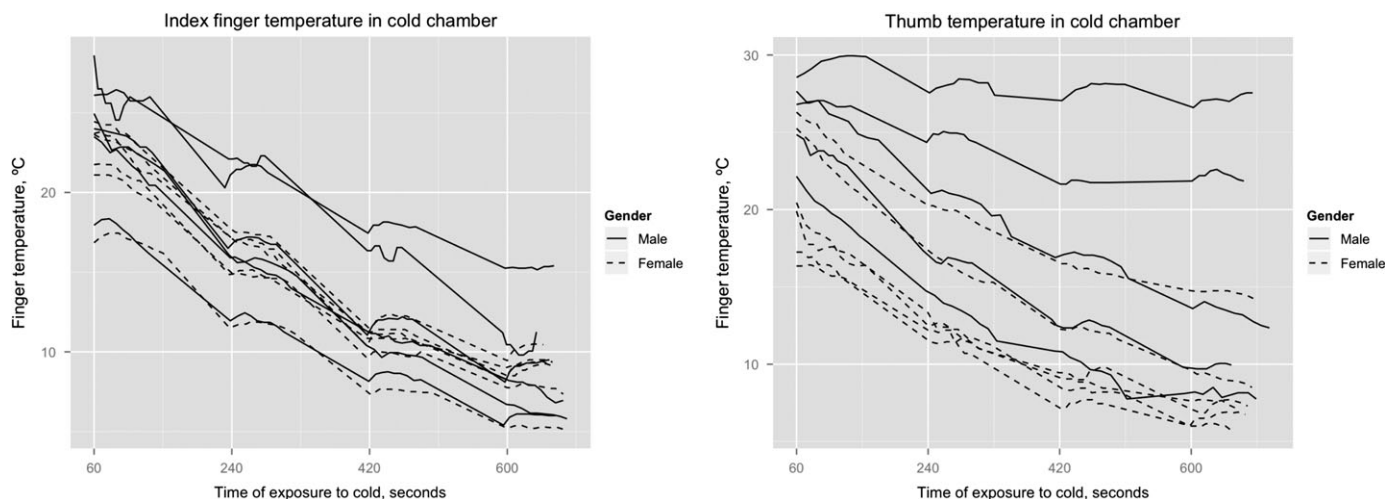 Index finger temperature in cold chamber
Finger temperature, ºC
20
10
60
240
420
600
Time of exposure to cold, seconds
Gender
Male
Female
Thumb temperature in cold chamber
Finger temperature, ºC
30
20
10
60
240
420
600
Time of exposure to cold, seconds
Gender
Male
Female